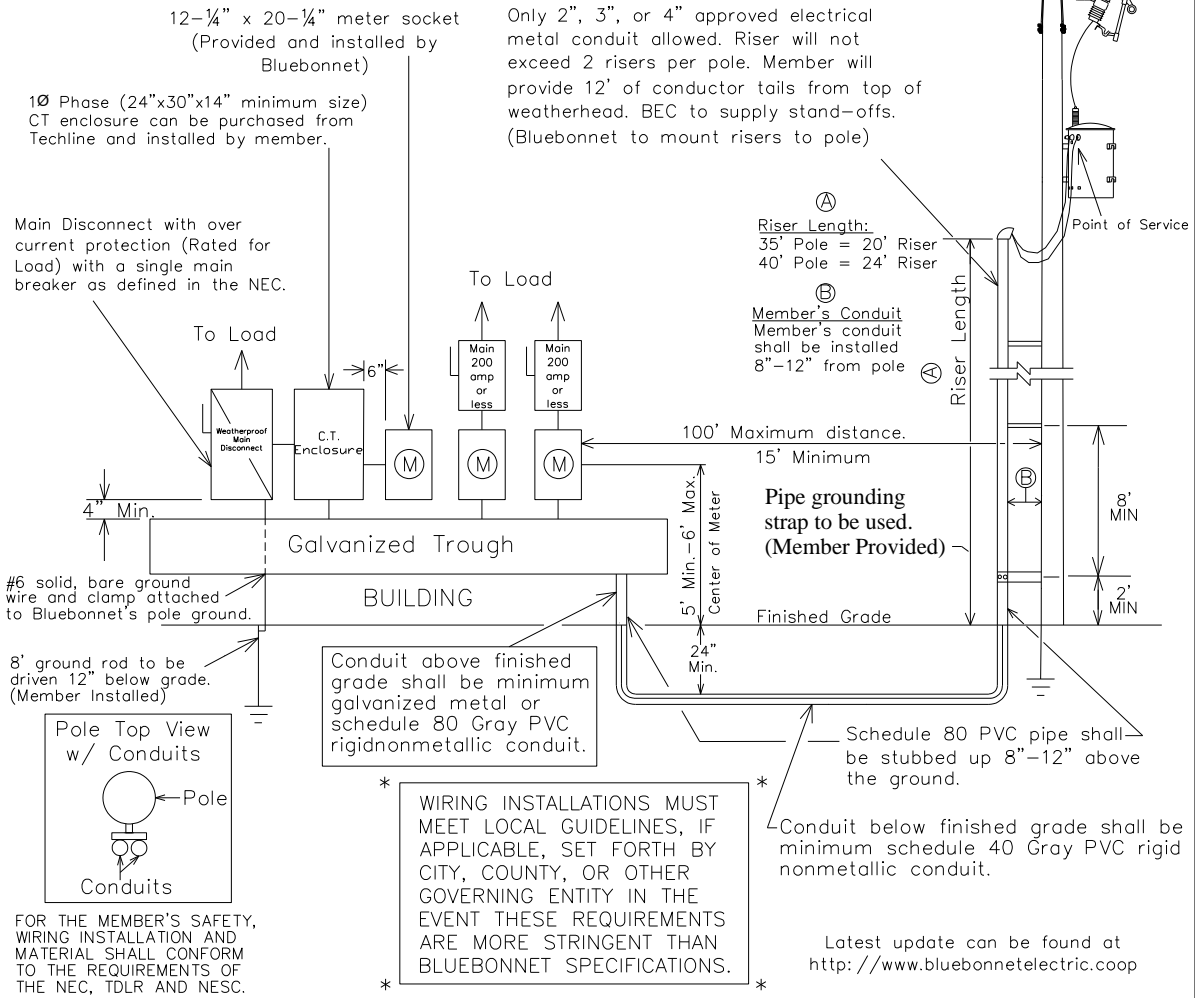 12-¼" x 20-¼" meter socket
(Provided and installed by
Bluebonnet)
Only 2", 3", or 4" approved electrical
metal conduit allowed. Riser will not
exceed 2 risers per pole. Member will
provide 12' of conductor tails from top of
weatherhead. BEC to supply stand-offs.
(Bluebonnet to mount risers to pole)
1Ø Phase (24"x30"x14" minimum size)
CT enclosure can be purchased from
Techline and installed by member.
Main Disconnect with over
current protection (Rated for
Load) with a single main
breaker as defined in the NEC.
Point of Service
A
Riser Length:
35' Pole = 20' Riser
40' Pole = 24' Riser
B
Member's Conduit
Member's conduit
shall be installed
8"-12" from pole
A
Riser Length
To Load
To Load
Main
200
amp
or
less
Main
200
amp
or
less
6"
Weatherproof
Main
Disconnect
C.T.
Enclosure
M
M
M
100' Maximum distance.
15' Minimum
4" Min.
Galvanized Trough
5' Min.-6' Max.
Center of Meter
Pipe grounding
strap to be used.
(Member Provided)
B
8'
MIN
2'
MIN
#6 solid, bare ground
wire and clamp attached
to Bluebonnet's pole ground.
BUILDING
Finished Grade
24"
Min.
8' ground rod to be
driven 12" below grade.
(Member Installed)
Conduit above finished
grade shall be minimum
galvanized metal or
schedule 80 Gray PVC
rigidnonmetallic conduit.
Schedule 80 PVC pipe shall
be stubbed up 8"-12" above
the ground.
Pole Top View
w/ Conduits
Pole
Conduits
* *
WIRING INSTALLATIONS MUST
MEET LOCAL GUIDELINES, IF
APPLICABLE, SET FORTH BY
CITY, COUNTY, OR OTHER
GOVERNING ENTITY IN THE
EVENT THESE REQUIREMENTS
ARE MORE STRINGENT THAN
BLUEBONNET SPECIFICATIONS.
* *
Conduit below finished grade shall be
minimum schedule 40 Gray PVC rigid
nonmetallic conduit.
FOR THE MEMBER'S SAFETY,
WIRING INSTALLATION AND
MATERIAL SHALL CONFORM
TO THE REQUIREMENTS OF
THE NEC, TDLR AND NESC.
Latest update can be found at
http://www.bluebonnetelectric.coop